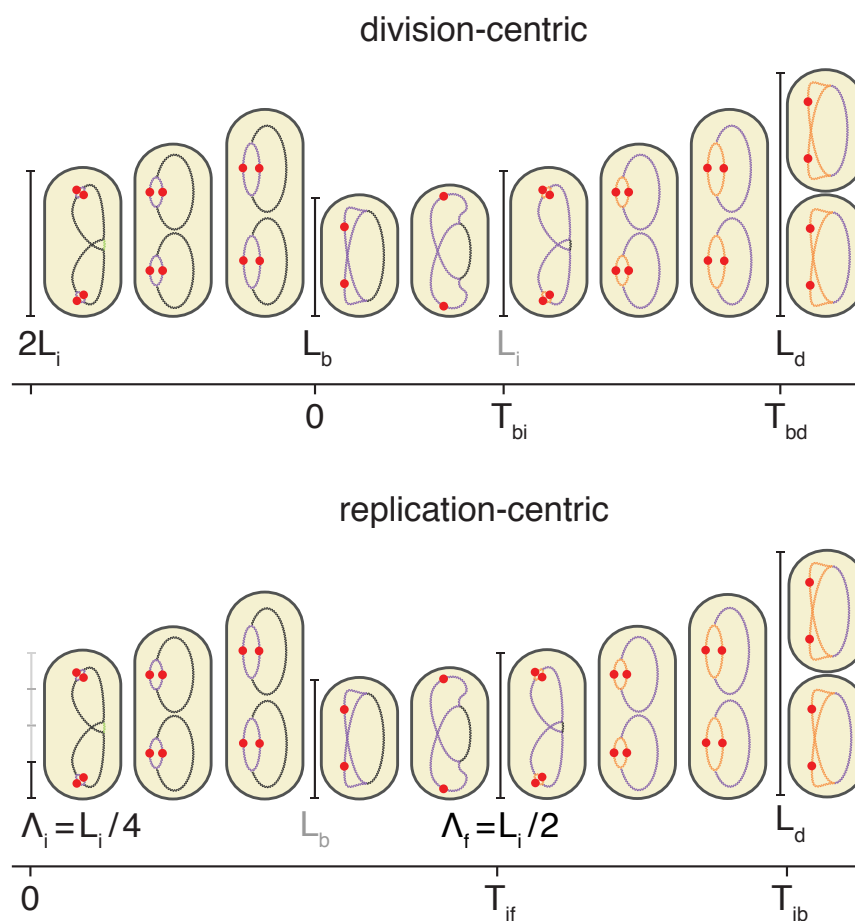 division-centric
2L_i L_b L_i L_d
0 T_bi T_bd
replication-centric
Λ_i = L_i / 4 L_b Λ_f = L_i / 2 L_d
0 T_if T_ib